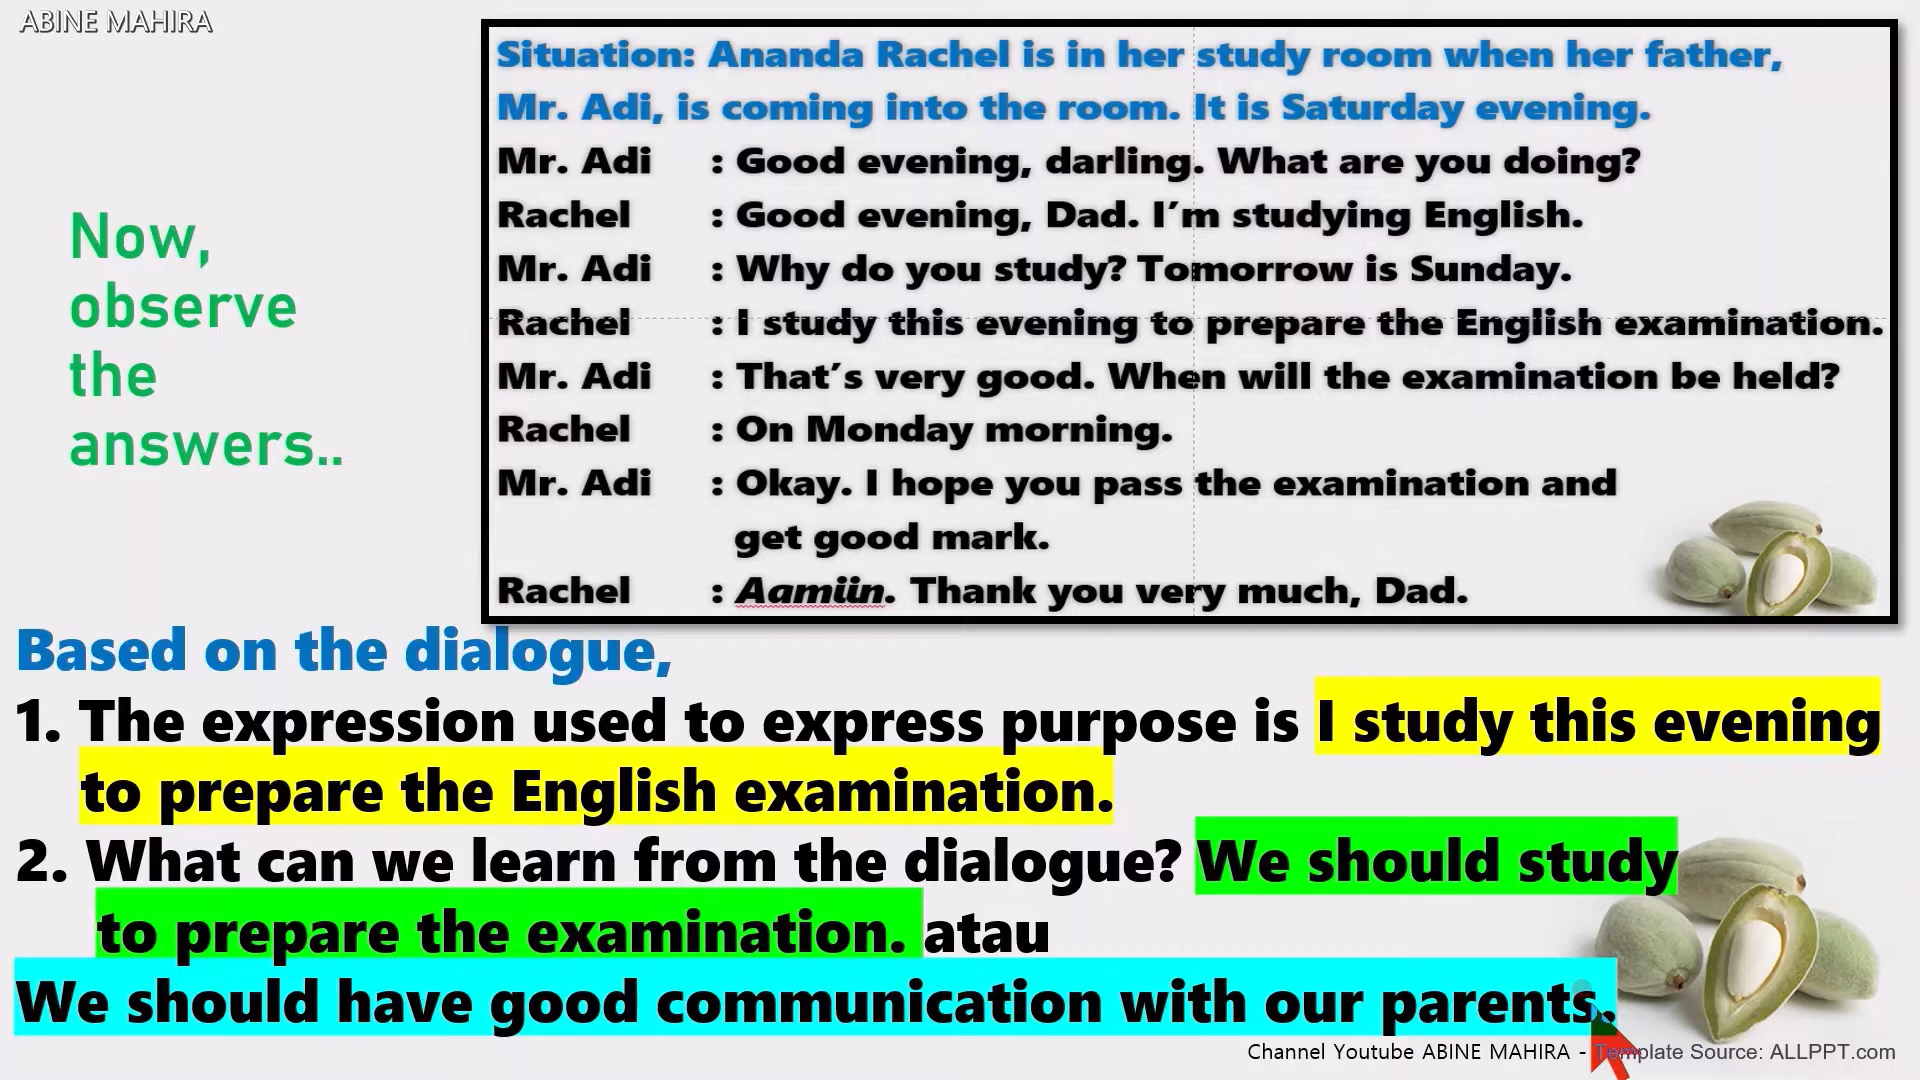 ABINE MAHIRA
Situation: Ananda Rachel is in her study room when her father,
Mr. Adi, is coming into the room. It is Saturday evening.
Mr. Adi : Good evening, darling. What are you doing?
Rachel : Good evening, Dad. I’m studying English.
Mr. Adi : Why do you study? Tomorrow is Sunday.
Rachel : I study this evening to prepare the English examination.
Mr. Adi : That’s very good. When will the examination be held?
Rachel : On Monday morning.
Mr. Adi : Okay. I hope you pass the examination and
get good mark.
Rachel : Aamiin. Thank you very much, Dad.
Now,
observe
the
answers..
Based on the dialogue,
1. The expression used to express purpose is I study this evening
to prepare the English examination.
2. What can we learn from the dialogue? We should study
to prepare the examination. atau
We should have good communication with our parents.
Channel Youtube ABINE MAHIRA - Template Source: ALLPPT.com